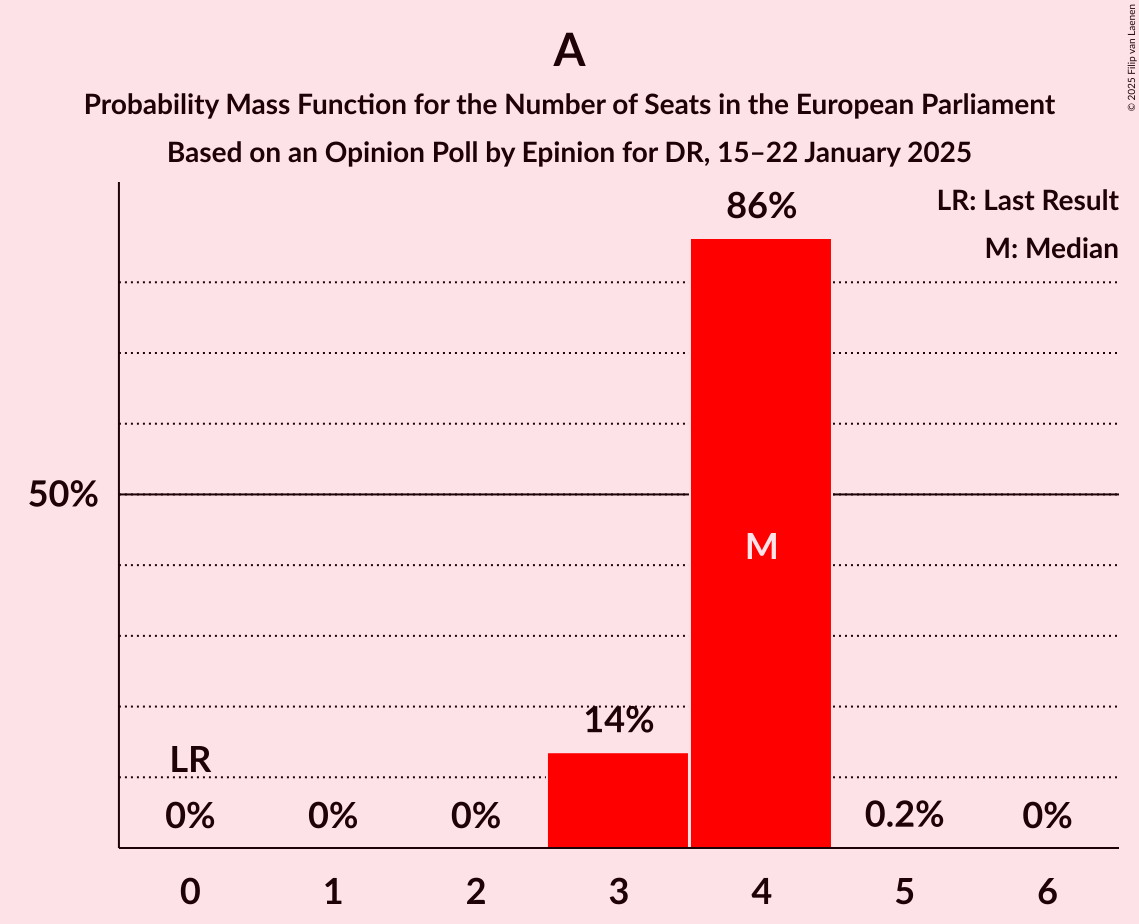 A
Probability Mass Function for the Number of Seats in the European Parliament
Based on an Opinion Poll by Epinion for DR, 15–22 January 2025
© 2025 Filip van Laenen
LR: Last Result
M: Median
86%
50%
M
14%
LR
0% 0% 0% 0.2% 0%
0 1 2 3 4 5 6